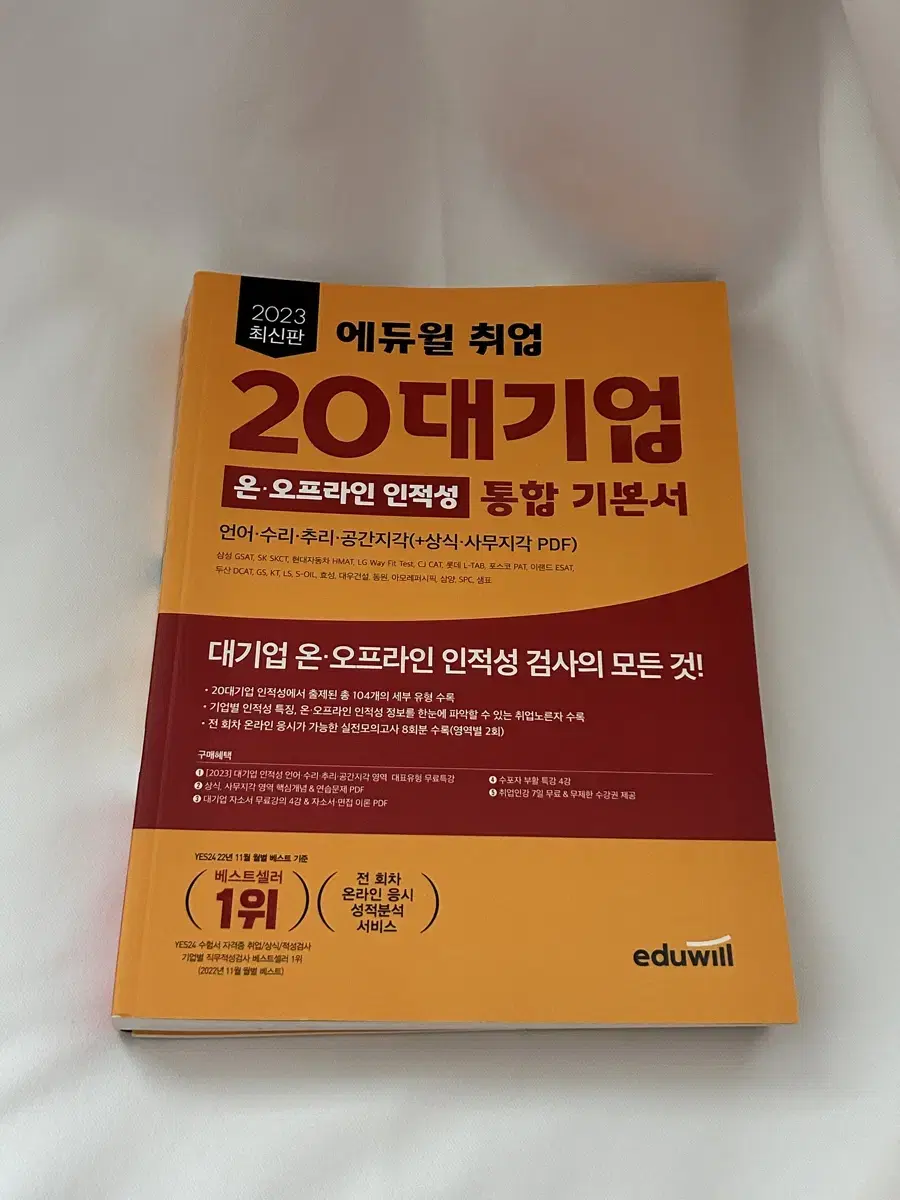 2023
최신판
에듀윌 취업
20대기업
온·오프라인 인적성 통합 기본서
언어·수리·추리·공간지각(+상식·사무지각 PDF)
삼성 GSAT, SK SKCT, 현대자동차 HMAT, LG Way Fit Test, CJ CAT, 롯데 L-TAB, 포스코 PAT, 이랜드 ESAT,
두산 DCAT, GS, KT, LS, S-OIL, 효성, 대우건설, 동원, 아모레퍼시픽, 삼양, SPC, 샘표
대기업 온·오프라인 인적성 검사의 모든 것!
· 20대기업 인적성에서 출제된 총 104개의 세부 유형 수록
· 기업별 인적성 특징, 온·오프라인 인적성 정보를 한눈에 파악할 수 있는 취업노른자 수록
· 전 회차 온라인 응시가 가능한 실전모의고사 8회분 수록(영역별 2회)
구매혜택
❶ [2023] 대기업 인적성 언어·수리·추리·공간지각 영역 대표유형 무료특강
❷ 상식, 사무지각 영역 핵심개념 & 연습문제 PDF
❸ 대기업 자소서 무료강의 4강 & 자소서·면접 이론 PDF
❹ 수포자 부활 특강 4강
❺ 취업인강 7일 무료 & 무제한 수강권 제공
YES24 22년 11월 월별 베스트 기준
베스트셀러
1위
YES24 수험서 자격증 취업/상식/적성검사
기업별 직무적성검사 베스트셀러 1위
(2022년 11월 월별 베스트)
전 회차
온라인 응시
성적분석
서비스
eduwill